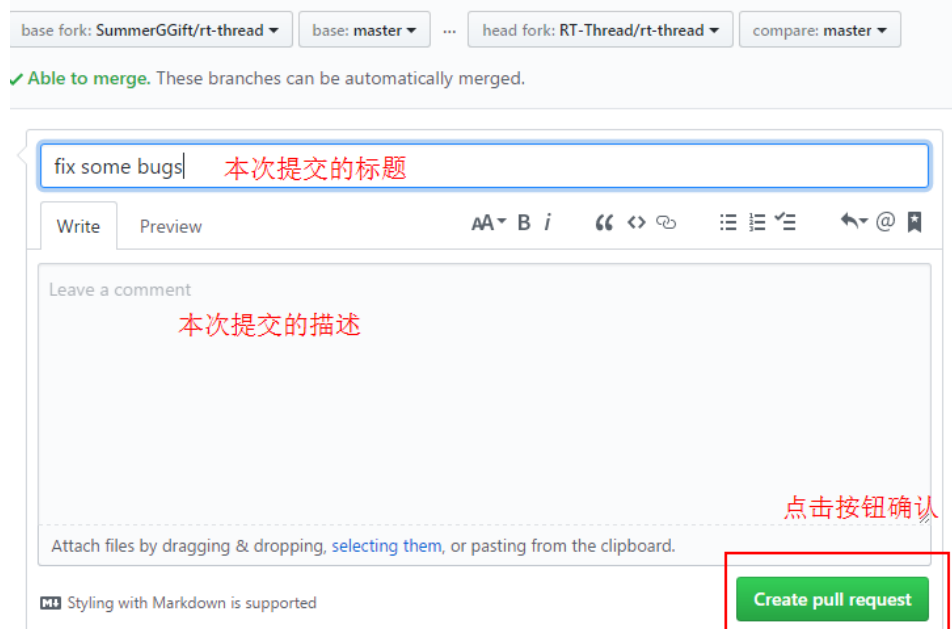 base fork: SummerGGift/rt-thread base: master ... head fork: RT-Thread/rt-thread compare: master
Able to merge. These branches can be automatically merged.
fix some bugs 本次提交的标题
Write Preview AA B i
Leave a comment
本次提交的描述
点击按钮确认
Attach files by dragging & dropping, selecting them, or pasting from the clipboard.
Styling with Markdown is supported
Create pull request